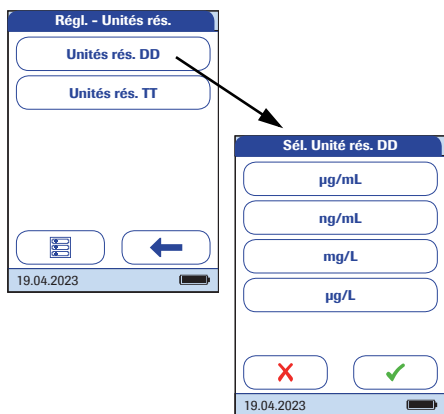 Régl. - Unités rés.
Unités rés. DD
Unités rés. TT
19.04.2023
Sél. Unité rés. DD
µg/mL
ng/mL
mg/L
µg/L
19.04.2023